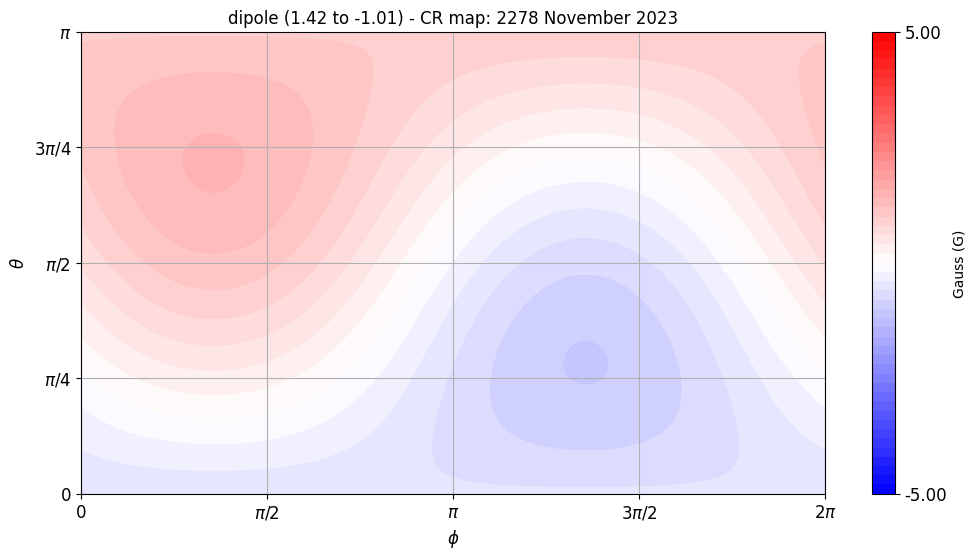 dipole (1.42 to -1.01) - CR map: 2278 November 2023
π
3π/4
π/2
π/4
0
θ
0
π/2
π
3π/2
2π
ϕ
5.00
-5.00
Gauss (G)